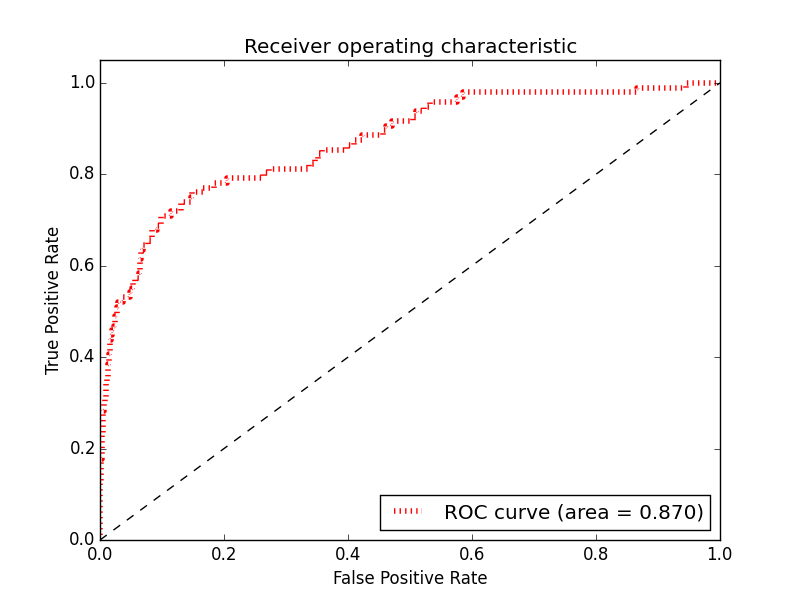 Receiver operating characteristic
1.0
0.8
0.6
0.4
0.2
0.0
True Positive Rate
ROC curve (area = 0.870)
0.0 0.2 0.4 0.6 0.8 1.0
False Positive Rate